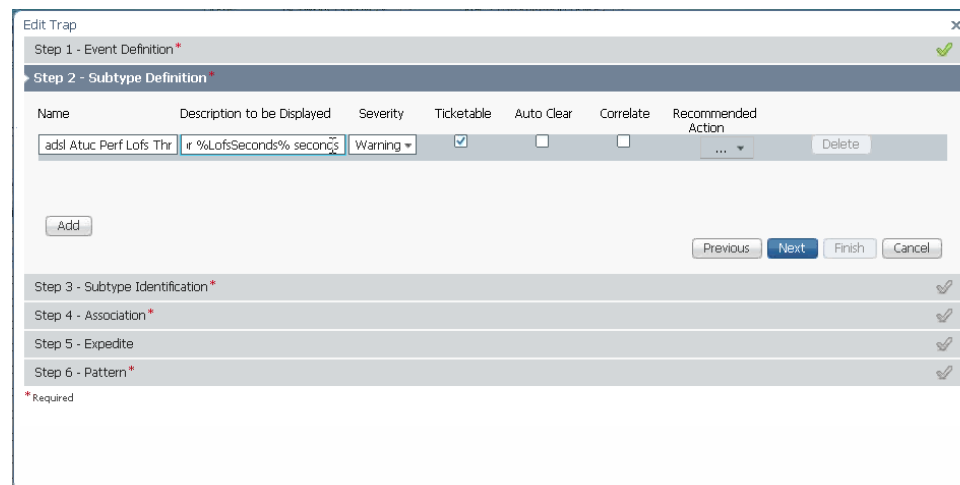 Edit Trap
Step 1 - Event Definition*
Step 2 - Subtype Definition*
Name Description to be Displayed Severity Ticketable Auto Clear Correlate Recommended Action
adsl Atuc Perf Lofs Thr %LofsSeconds% seconds Warning ... Delete
Add
Previous Next Finish Cancel
Step 3 - Subtype Identification*
Step 4 - Association*
Step 5 - Expedite
Step 6 - Pattern*
*Required